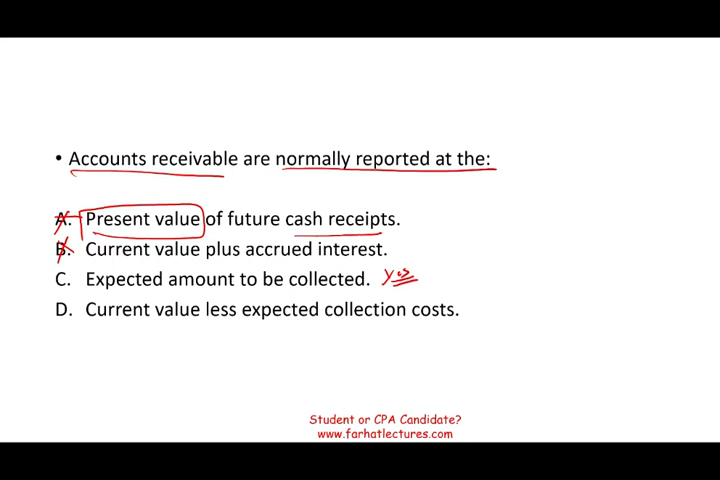 • Accounts receivable are normally reported at the:
A. Present value of future cash receipts.
B. Current value plus accrued interest.
C. Expected amount to be collected. yes
D. Current value less expected collection costs.
Student or CPA Candidate?
www.farhatlectures.com